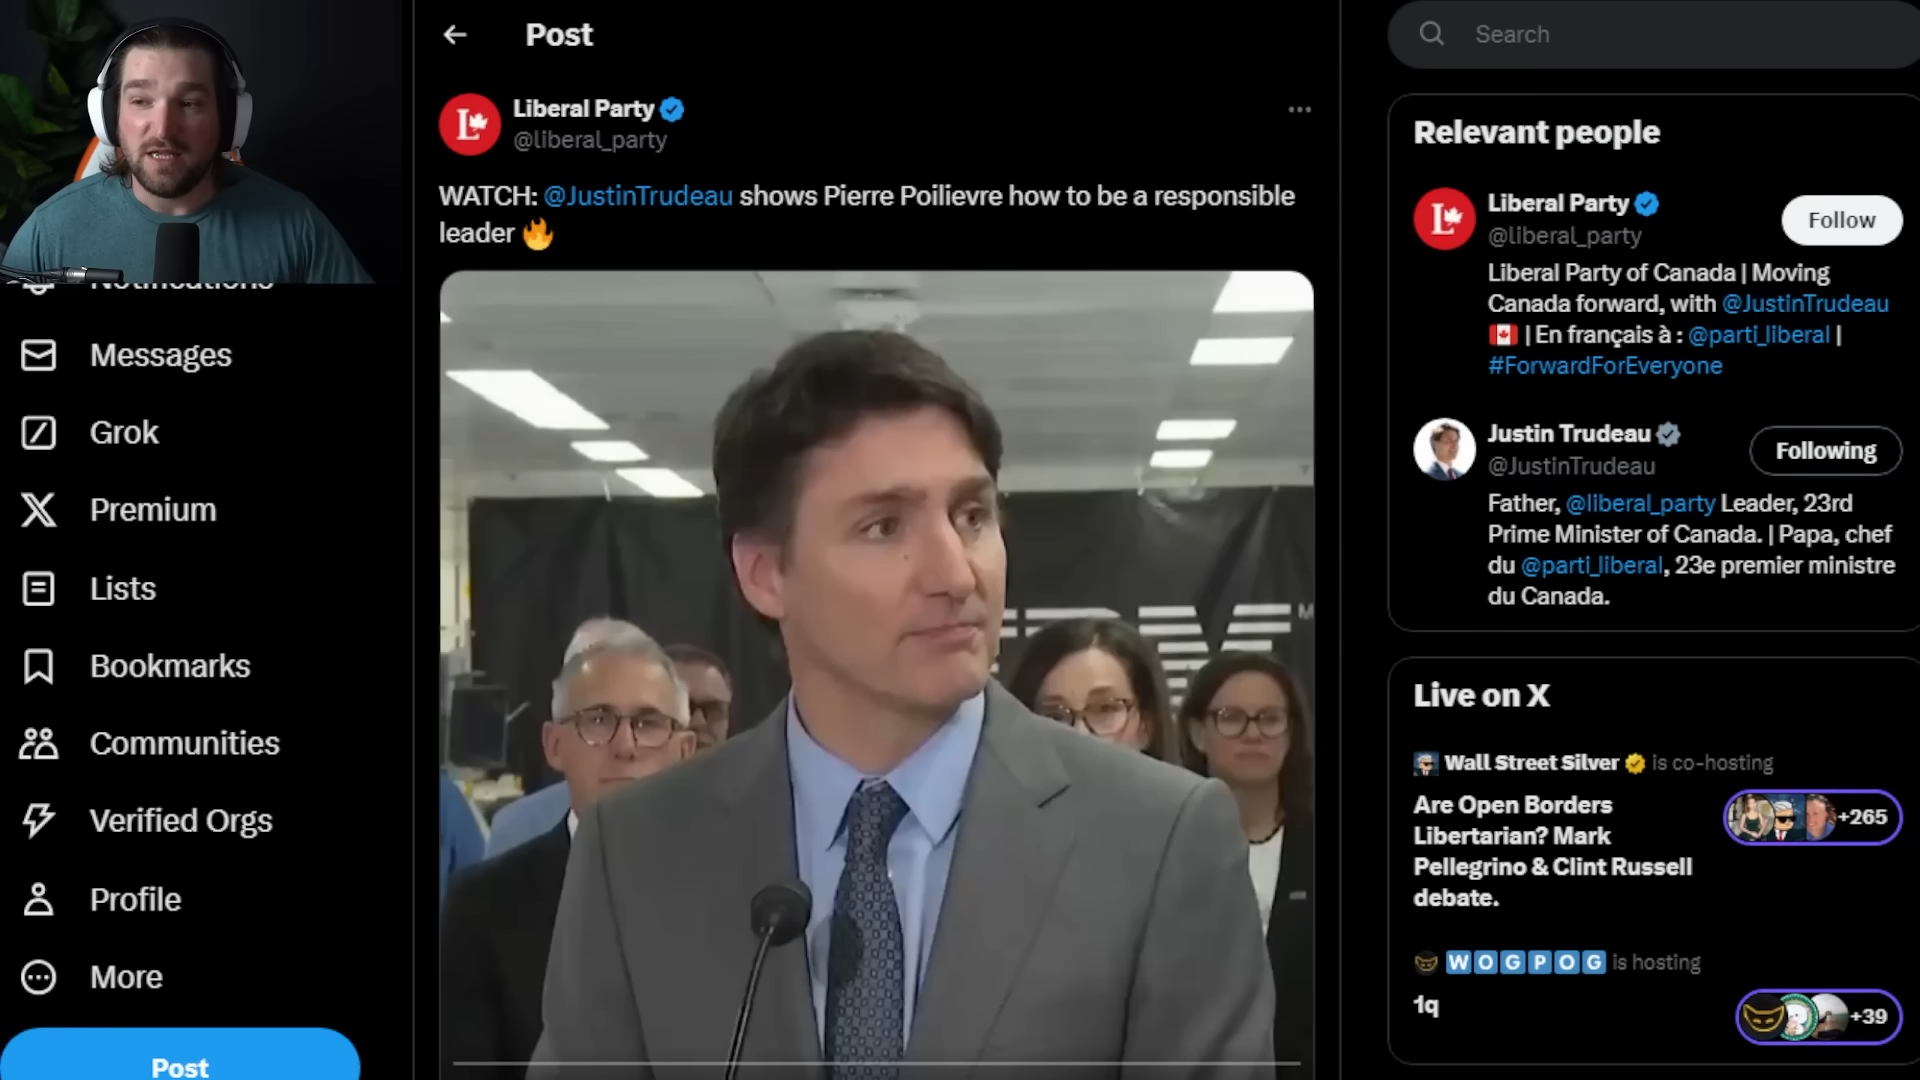 Notifications
Messages
Grok
Premium
Lists
Bookmarks
Communities
Verified Orgs
Profile
More
Post
Post
Liberal Party
@liberal_party
WATCH: @JustinTrudeau shows Pierre Poilievre how to be a responsible
leader 🔥
Search
Relevant people
Liberal Party
@liberal_party
Follow
Liberal Party of Canada | Moving
Canada forward, with @JustinTrudeau
🇨🇦 | En français à : @parti_liberal |
#ForwardForEveryone
Justin Trudeau
@JustinTrudeau
Following
Father, @liberal_party Leader, 23rd
Prime Minister of Canada. | Papa, chef
du @parti_liberal, 23e premier ministre
du Canada.
Live on X
Wall Street Silver is co-hosting
Are Open Borders
Libertarian? Mark
Pellegrino & Clint Russell
debate.
+265
WOGPOG is hosting
1q
+39